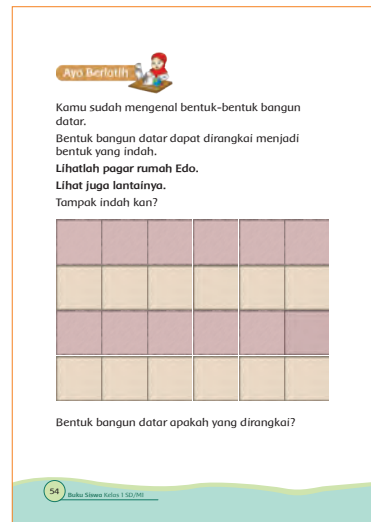 Ayo Berlatih
Kamu sudah mengenal bentuk-bentuk bangun
datar.
Bentuk bangun datar dapat dirangkai menjadi
bentuk yang indah.
Lihatlah pagar rumah Edo.
Lihat juga lantainya.
Tampak indah kan?
Bentuk bangun datar apakah yang dirangkai?
54 Buku Siswa Kelas I SD/MI